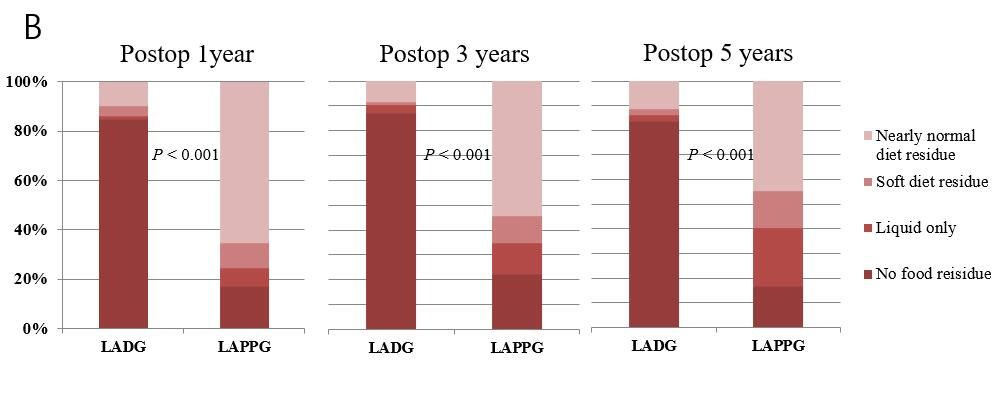 B
Postop 1year
Postop 3 years
Postop 5 years
100%
80%
60%
40%
20%
0%
P < 0.001
P < 0.001
P < 0.001
LADG
LAPPG
LADG
LAPPG
LADG
LAPPG
Nearly normal
diet residue
Soft diet residue
Liquid only
No food reisidue